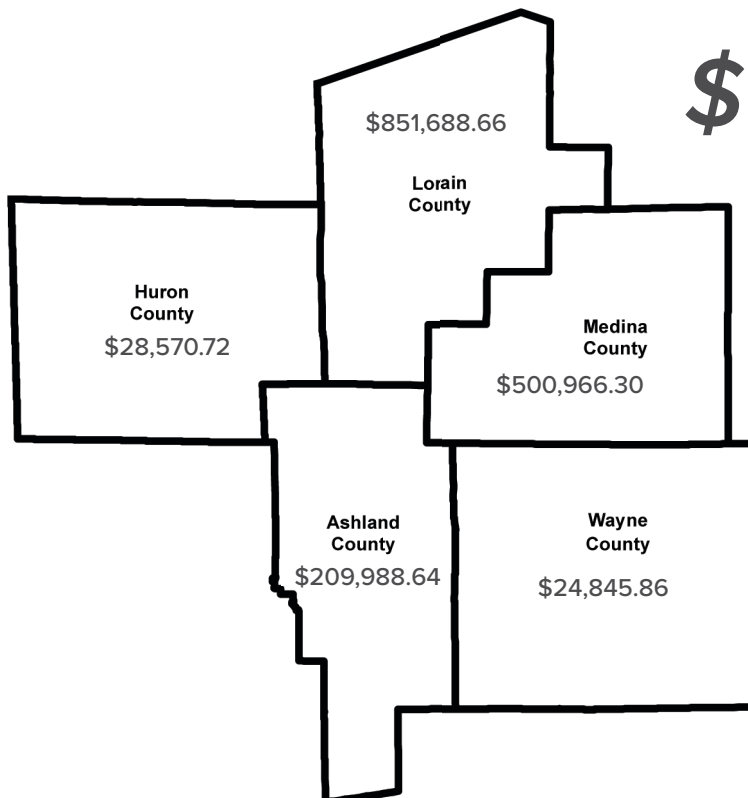 $
$851,688.66
Lorain
County
Huron
County
$28,570.72
Medina
County
$500,966.30
Ashland
County
$209,988.64
Wayne
County
$24,845.86